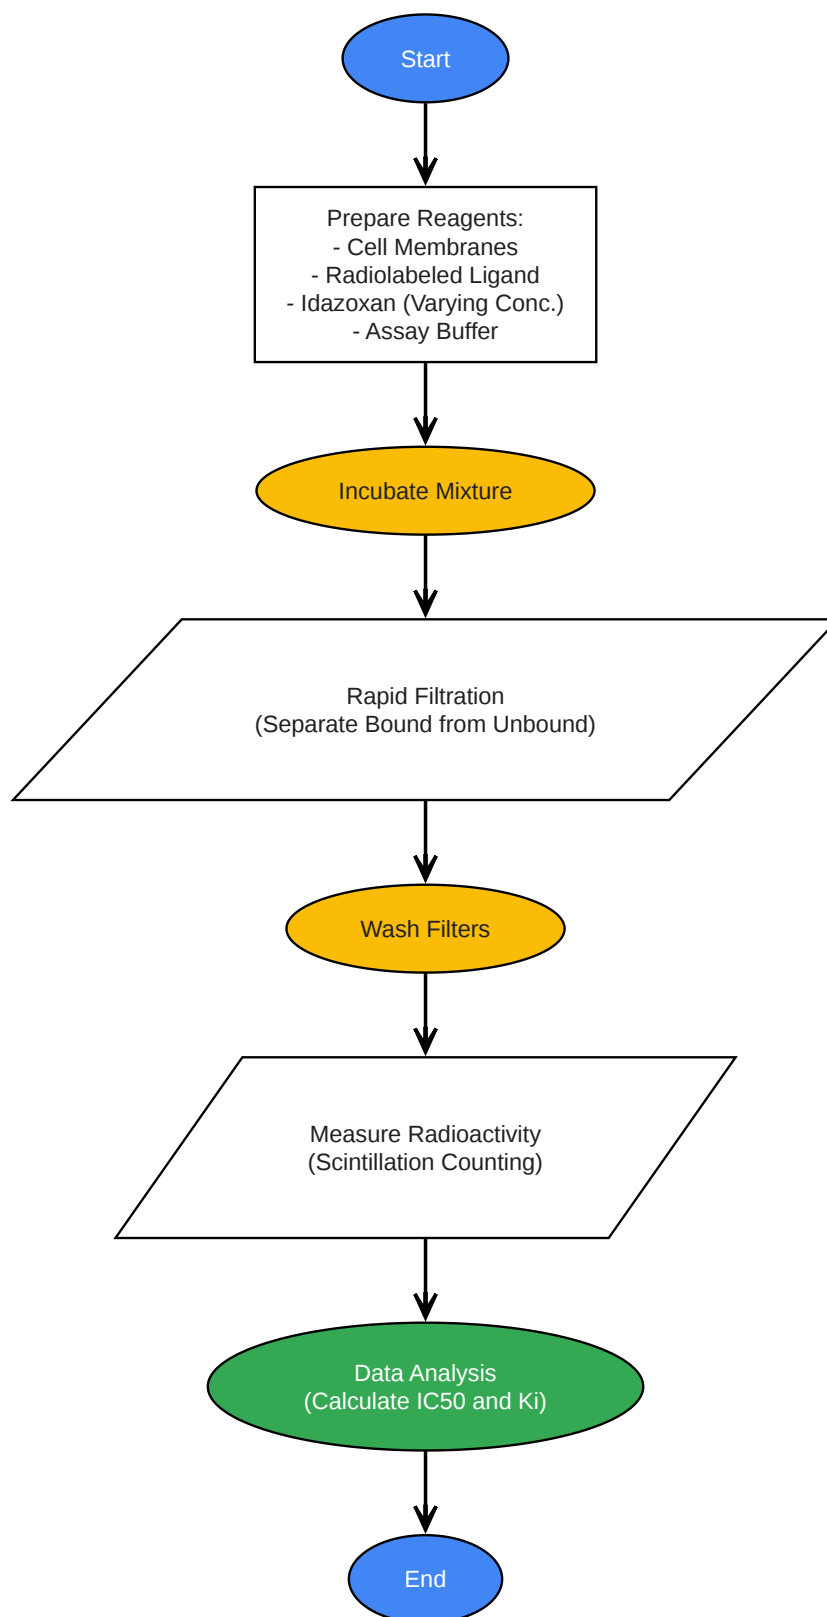 Start
Prepare Reagents:
- Cell Membranes
- Radiolabeled Ligand
- Idazoxan (Varying Conc.)
- Assay Buffer
Incubate Mixture
Rapid Filtration
(Separate Bound from Unbound)
Wash Filters
Measure Radioactivity
(Scintillation Counting)
Data Analysis
(Calculate IC50 and Ki)
End